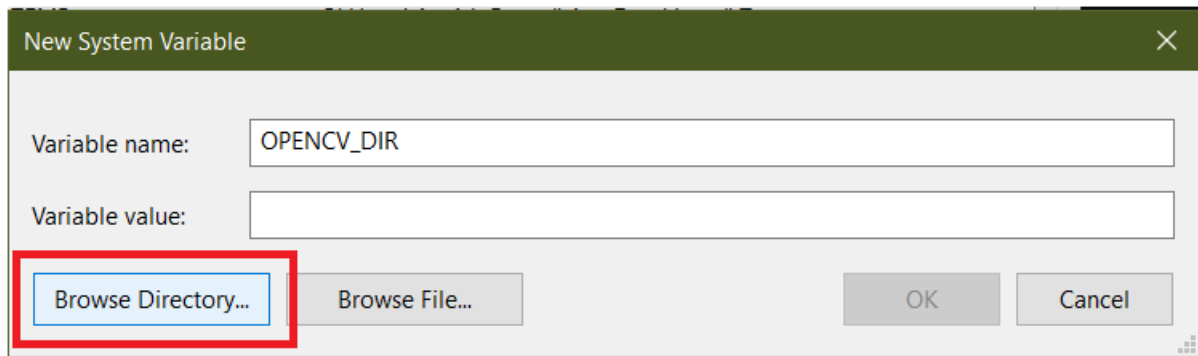 New System Variable
Variable name: OPENCV_DIR
Variable value:
Browse Directory... Browse File... OK Cancel